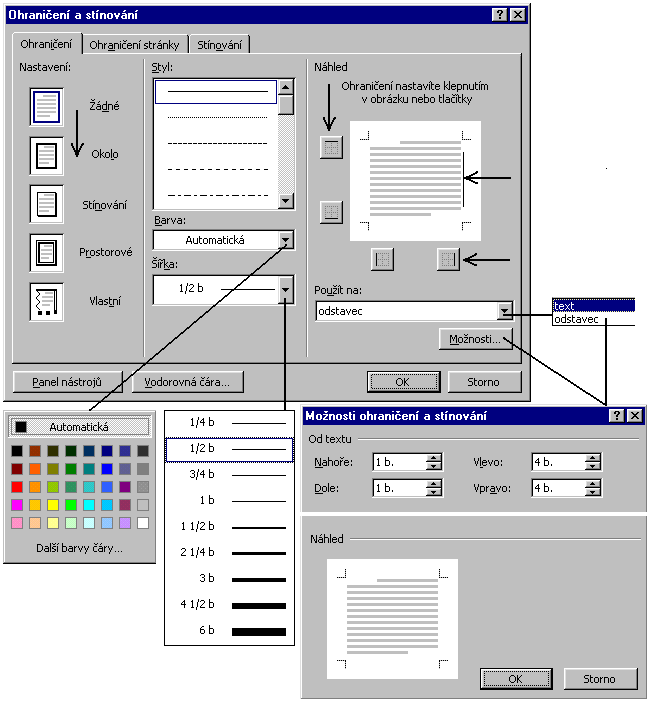 Ohraničení a stínování
Ohraničení
Ohraničení stránky
Stínování
Nastavení:
Žádné
Okolo
Stínování
Prostorové
Vlastní
Styl:
Barva:
Automatická
Šířka:
1/2 b
Náhled
Ohraničení nastavíte klepnutím
v obrázku nebo tlačítky
Použít na:
odstavec
text
odstavec
Možnosti...
Panel nástrojů
Vodorovná čára...
OK
Storno
Automatická
Další barvy čáry...
1/4 b
1/2 b
3/4 b
1 b
1 1/2 b
2 1/4 b
3 b
4 1/2 b
6 b
Možnosti ohraničení a stínování
Od textu
Nahoře:
1 b.
Vlevo:
4 b.
Dole:
1 b.
Vpravo:
4 b.
Náhled
OK
Storno